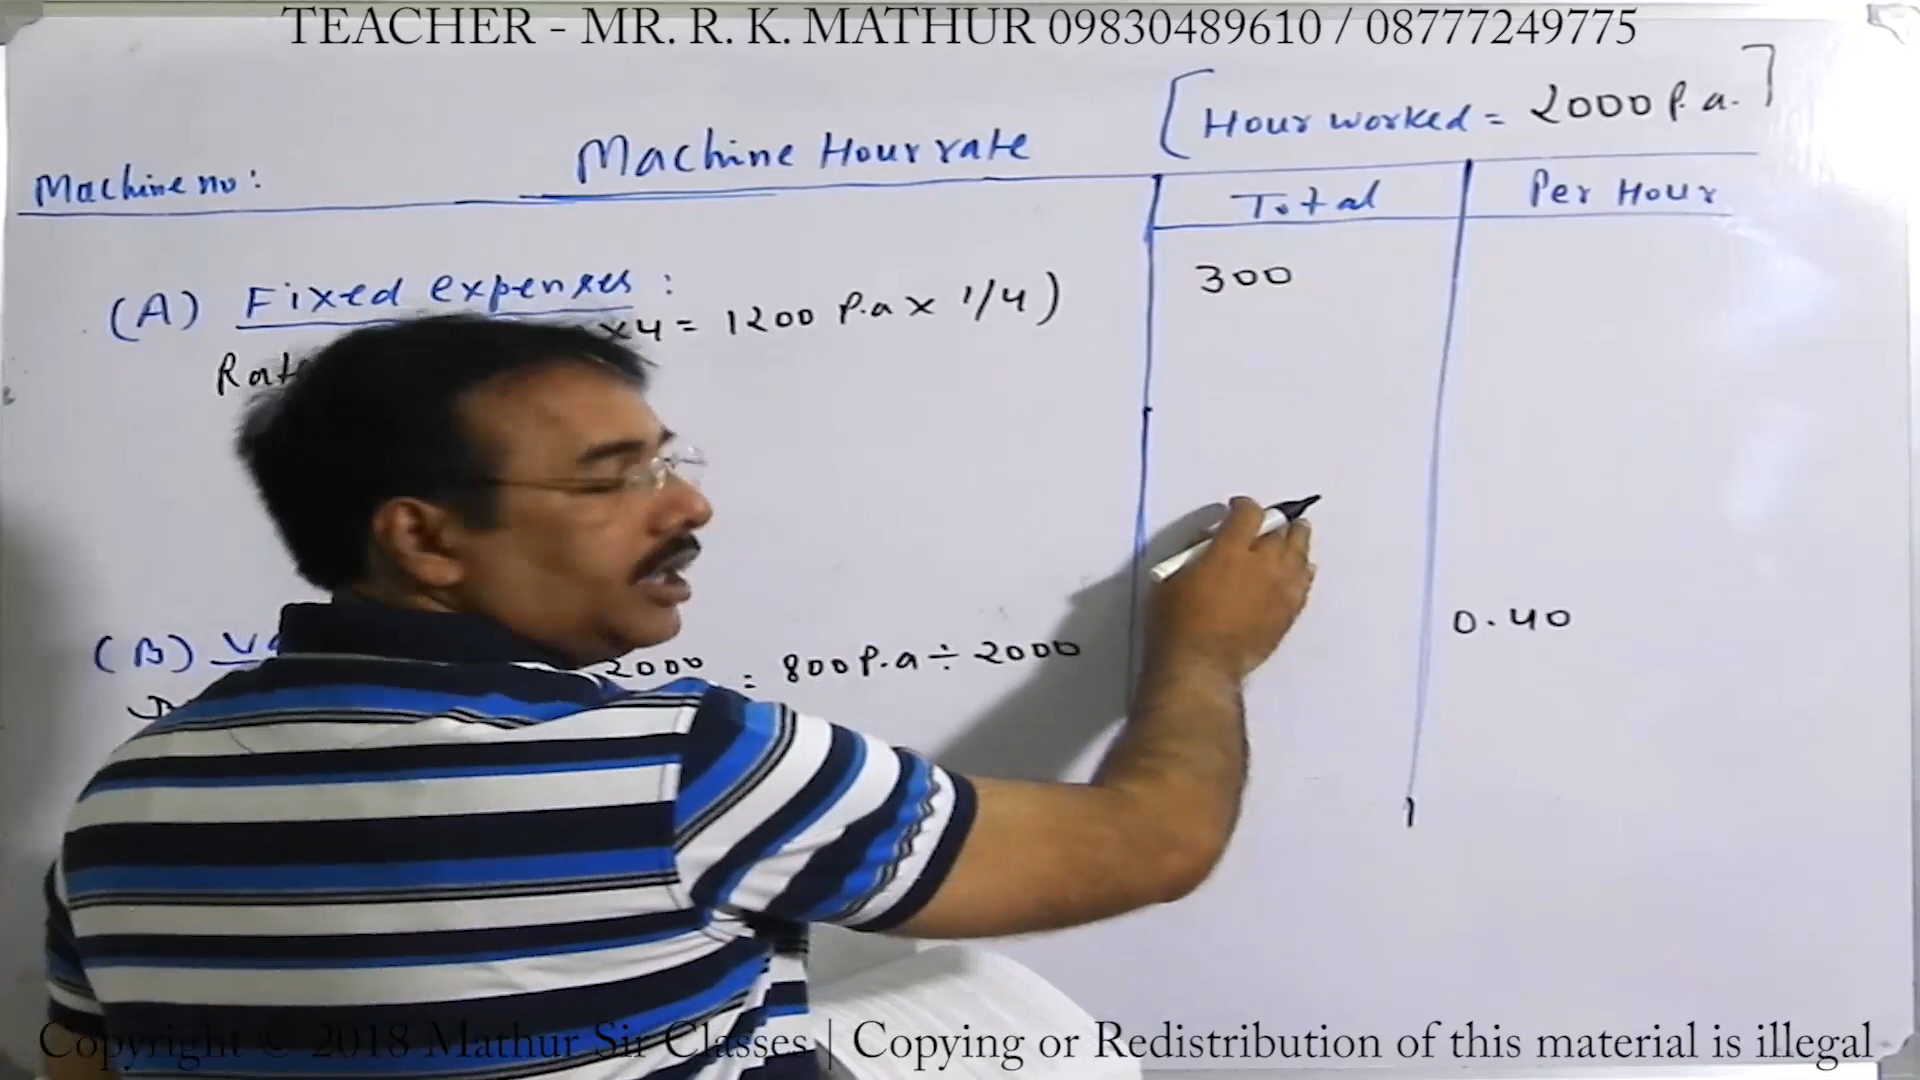 TEACHER - MR. R. K. MATHUR 09830489610 / 08777249775
[Hour worked = 2000 P.a.]
Machine no: Machine Hour rate
Total Per Hour
(A) Fixed expenses :
300
x4 = 1200 P.a x 1/4)
0.40
(B)
2000 = 800 P.a ÷ 2000
Copyright © 2018 Mathur Sir Classes | Copying or Redistribution of this material is illegal